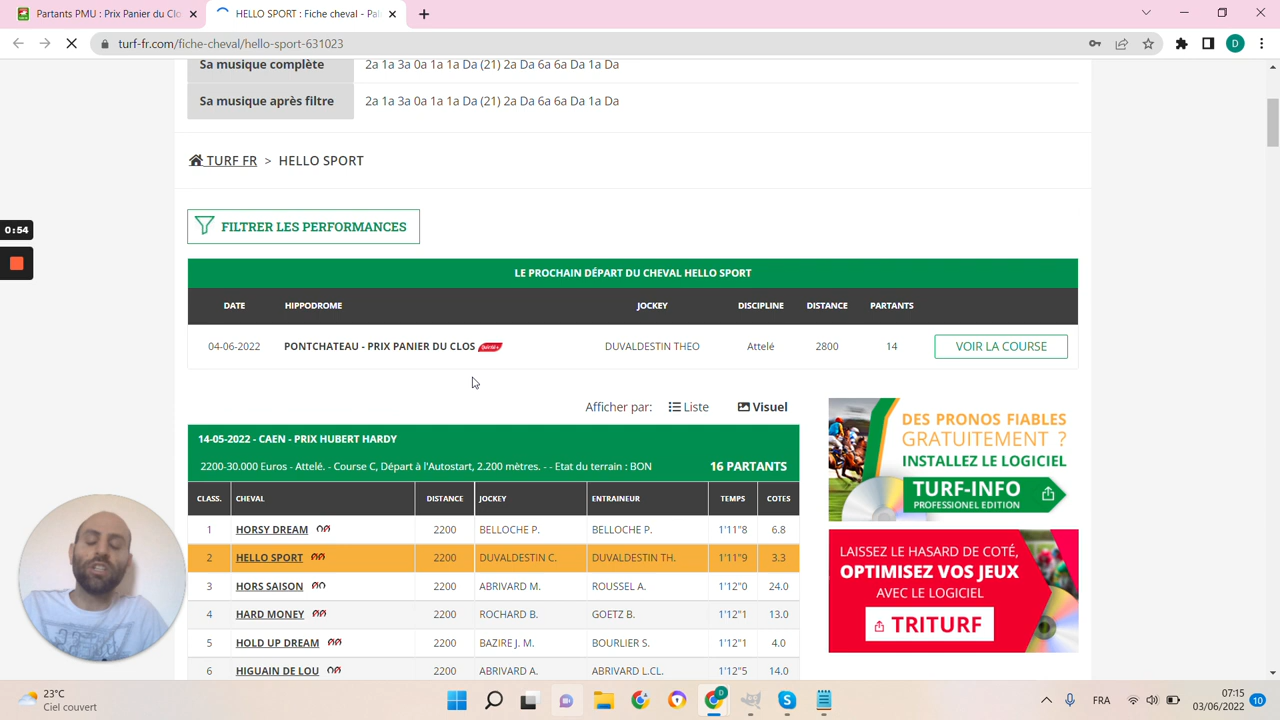 Partants PMU : Prix Panier du Clo
HELLO SPORT : Fiche cheval - Pal
turf-fr.com/fiche-cheval/hello-sport-631023
D
Sa musique complète 2a 1a 3a 0a 1a 1a Da (21) 2a Da 6a 6a Da 1a Da
Sa musique après filtre 2a 1a 3a 0a 1a 1a Da (21) 2a Da 6a 6a Da 1a Da
TURF FR > HELLO SPORT
0:54
FILTRER LES PERFORMANCES
LE PROCHAIN DÉPART DU CHEVAL HELLO SPORT
DATE HIPPODROME JOCKEY DISCIPLINE DISTANCE PARTANTS
04-06-2022 PONTCHATEAU - PRIX PANIER DU CLOS DUVALDESTIN THEO Attelé 2800 14 VOIR LA COURSE
Afficher par: Liste Visuel
14-05-2022 - CAEN - PRIX HUBERT HARDY
2200-30.000 Euros - Attelé. - Course C, Départ à l'Autostart, 2.200 mètres. - - Etat du terrain : BON 16 PARTANTS
CLASS. CHEVAL DISTANCE JOCKEY ENTRAINEUR TEMPS COTES
1 HORSY DREAM 2200 BELLOCHE P. BELLOCHE P. 1'11"8 6.8
2 HELLO SPORT 2200 DUVALDESTIN C. DUVALDESTIN TH. 1'11"9 3.3
3 HORS SAISON 2200 ABRIVARD M. ROUSSEL A. 1'12"0 24.0
4 HARD MONEY 2200 ROCHARD B. GOETZ B. 1'12"1 13.0
5 HOLD UP DREAM 2200 BAZIRE J. M. BOURLIER S. 1'12"1 4.0
6 HIGUAIN DE LOU 2200 ABRIVARD A. ABRIVARD L.CL. 1'12"5 14.0
DES PRONOS FIABLES
GRATUITEMENT ?
INSTALLEZ LE LOGICIEL
TURF-INFO
PROFESSIONEL EDITION
LAISSEZ LE HASARD DE COTÉ,
OPTIMISEZ VOS JEUX
AVEC LE LOGICIEL
TRITURF
23°C
Ciel couvert
D
FRA
07:15
03/06/2022
10